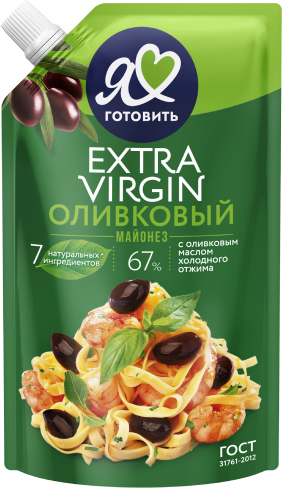 Я
ГОТОВИТЬ
EXTRA
VIRGIN
ОЛИВКОВЫЙ
МАЙОНЕЗ
7 натуральных
ингредиентов
67%
с оливковым
маслом
холодного
отжима
ГОСТ
31761-2012